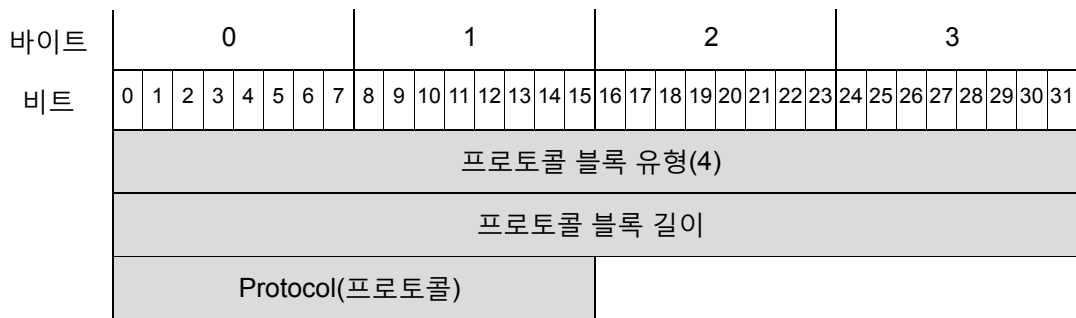 바이트 0 1 2 3
비트 0 1 2 3 4 5 6 7 8 9 10 11 12 13 14 15 16 17 18 19 20 21 22 23 24 25 26 27 28 29 30 31
프로토콜 블록 유형(4)
프로토콜 블록 길이
Protocol(프로토콜)